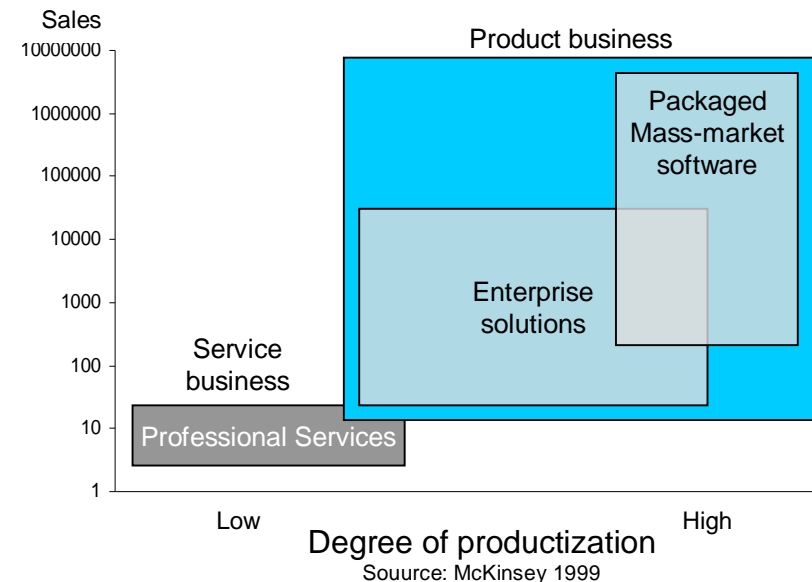 Sales
Product business
10000000
1000000
100000
10000
1000
100
10
1
Packaged
Mass-market
software
Enterprise
solutions
Service
business
Professional Services
Low
High
Degree of productization
Souurce: McKinsey 1999